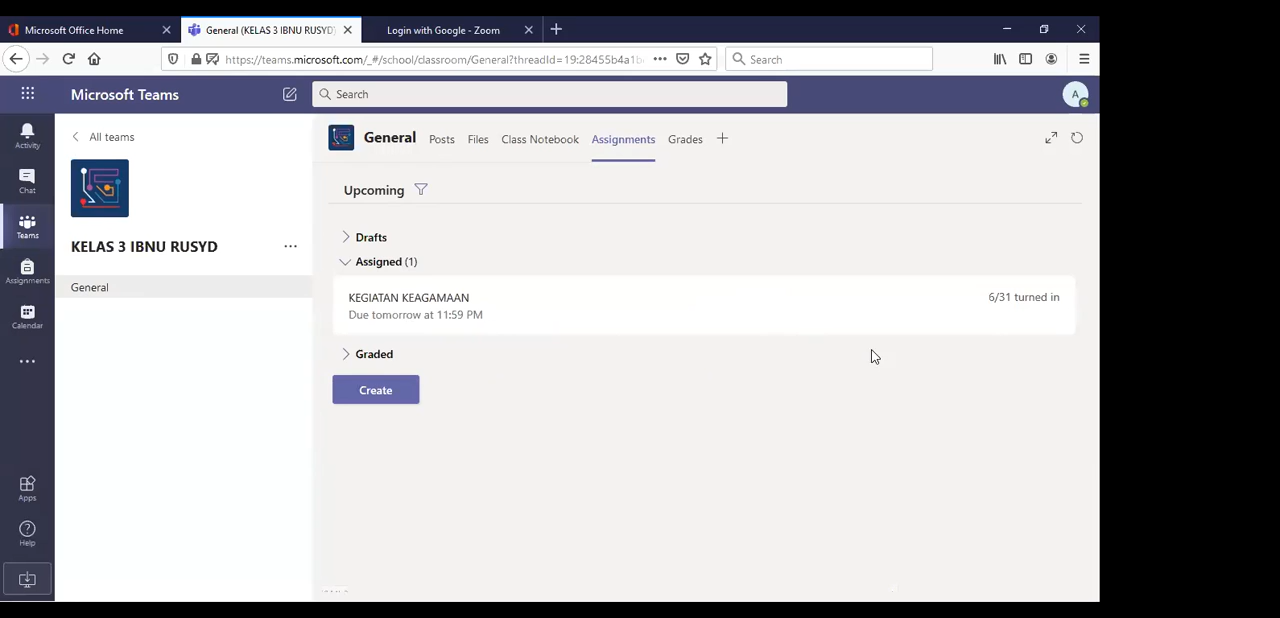 Microsoft Office Home
General (KELAS 3 IBNU RUSYD)
Login with Google - Zoom
https://teams.microsoft.com/_#/school/classroom/General?threadId=19:28455b4a1b
Search
Microsoft Teams
Search
A
Activity
Chat
Teams
Assignments
Calendar
Apps
Help
All teams
KELAS 3 IBNU RUSYD
General
General
Posts
Files
Class Notebook
Assignments
Grades
Upcoming
Drafts
Assigned (1)
KEGIATAN KEAGAMAAN
6/31 turned in
Due tomorrow at 11:59 PM
Graded
Create